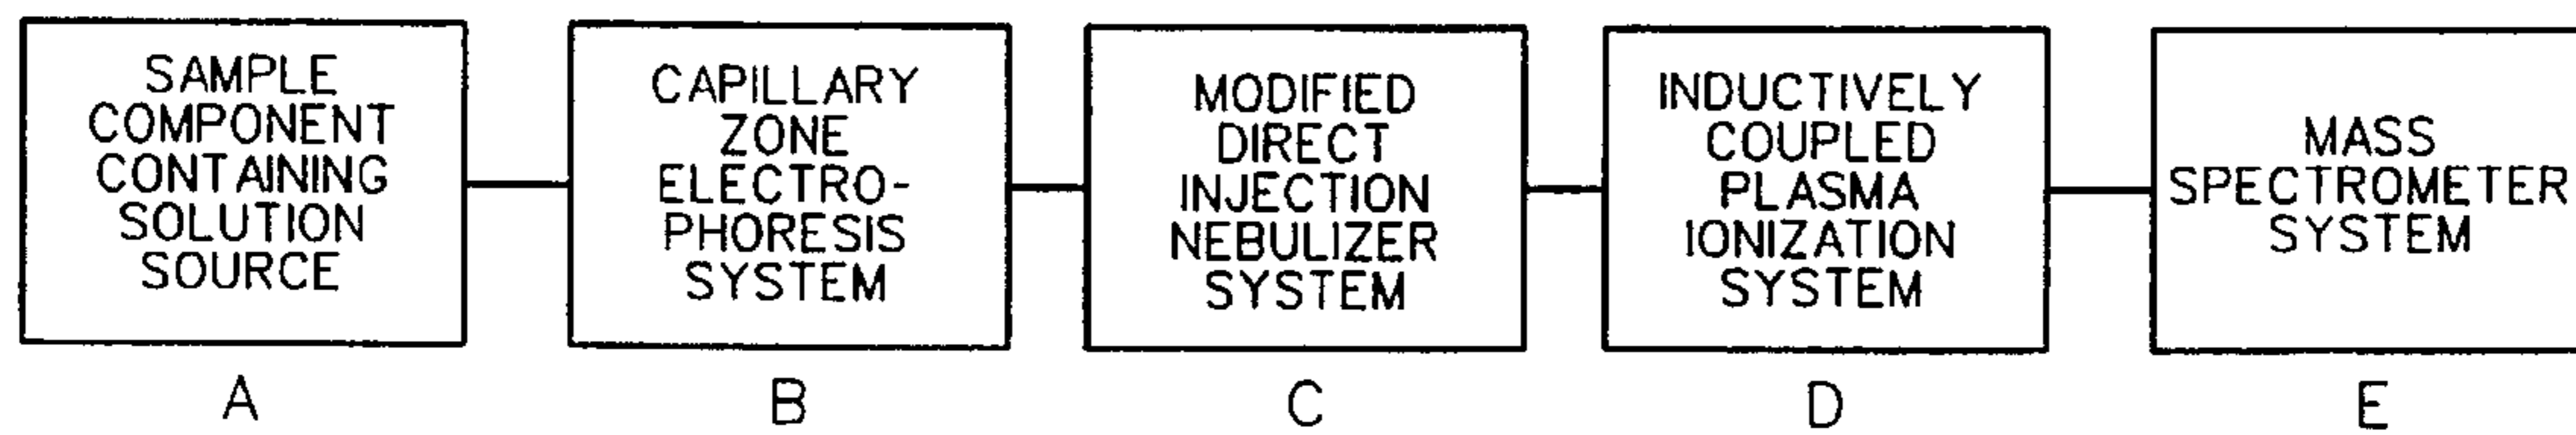 SAMPLE
COMPONENT
CONTAINING
SOLUTION
SOURCE
CAPILLARY
ZONE
ELECTRO-
PHORESIS
SYSTEM
MODIFIED
DIRECT
INJECTION
NEBULIZER
SYSTEM
INDUCTIVELY
COUPLED
PLASMA
IONIZATION
SYSTEM
MASS
SPECTROMETER
SYSTEM
A
B
C
D
E